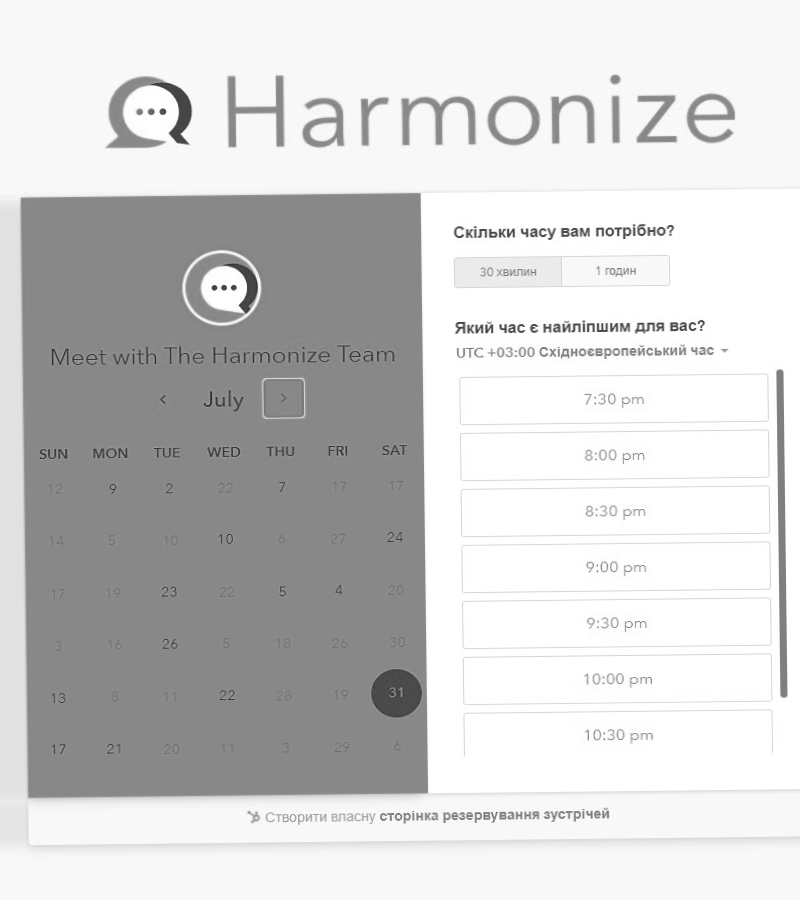 Harmonize
Meet with The Harmonize Team
July
SUN MON TUE WED THU FRI SAT
12 9 2 22 7 17 17
14 5 10 10 6 27 24
17 19 23 22 5 4 20
3 16 26 5 18 26 30
13 8 11 22 28 19 31
17 21 20 11 3 29 6
Скільки часу вам потрібно?
30 хвилин 1 годин
Який час є найліпшим для вас?
UTC +03:00 Східноєвропейський час
7:30 pm
8:00 pm
8:30 pm
9:00 pm
9:30 pm
10:00 pm
10:30 pm
Створити власну сторінка резервування зустрічей